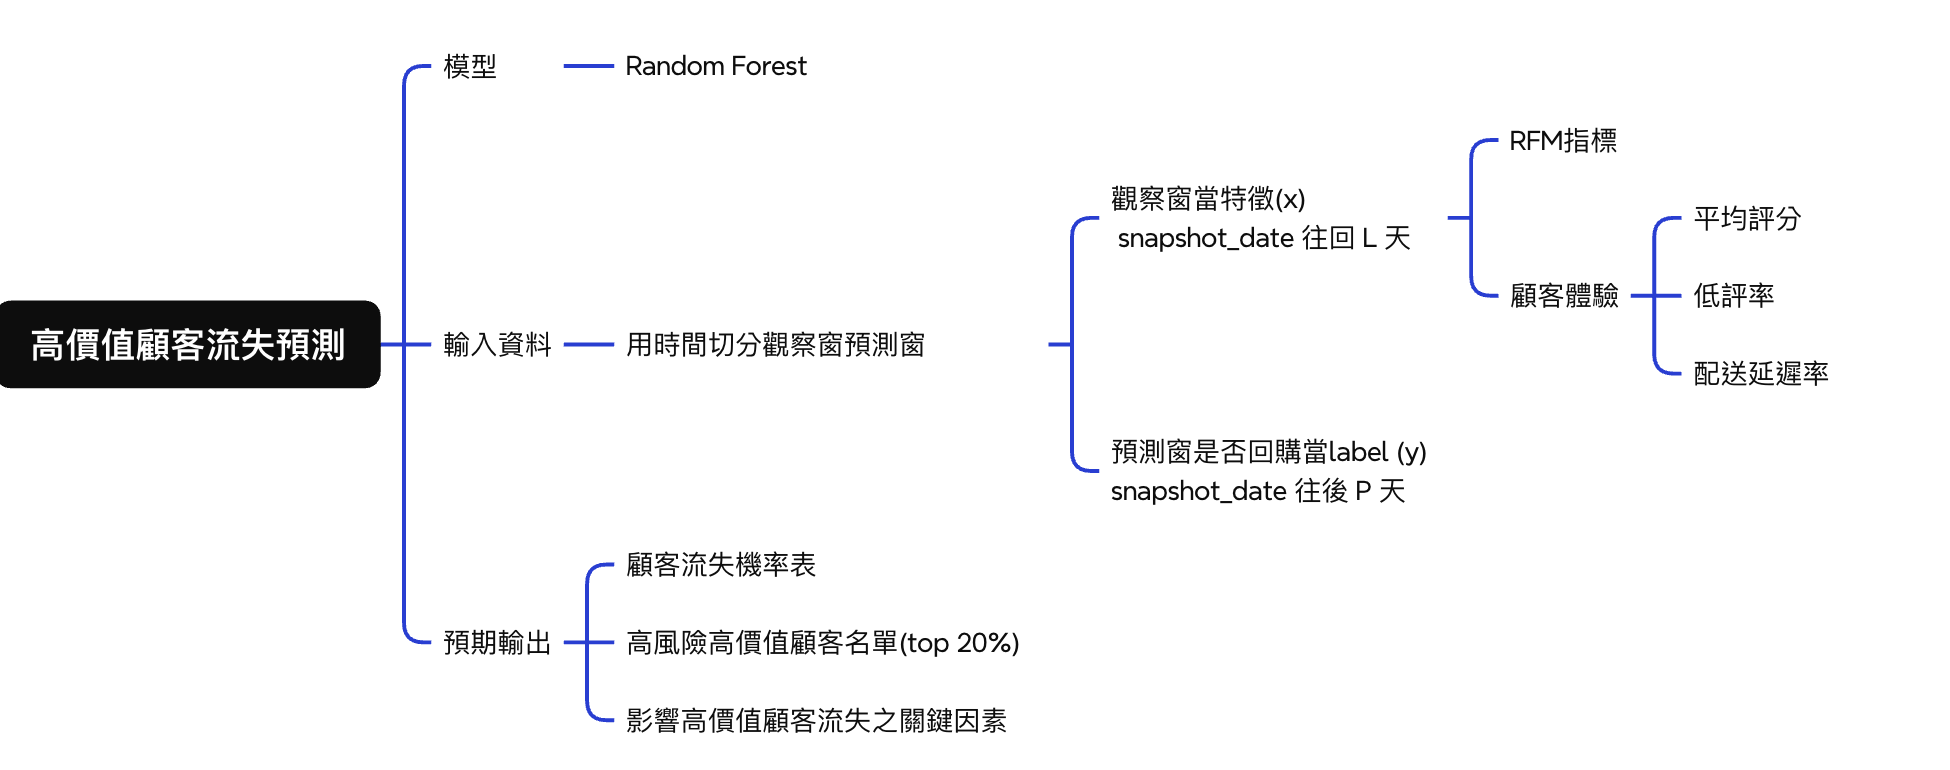 高價值顧客流失預測
模型
Random Forest
輸入資料
用時間切分觀察窗預測窗
觀察窗當特徵(x)
snapshot_date 往回 L 天
RFM指標
顧客體驗
平均評分
低評率
配送延遲率
預測窗是否回購當label (y)
snapshot_date 往後 P 天
預期輸出
顧客流失機率表
高風險高價值顧客名單(top 20%)
影響高價值顧客流失之關鍵因素